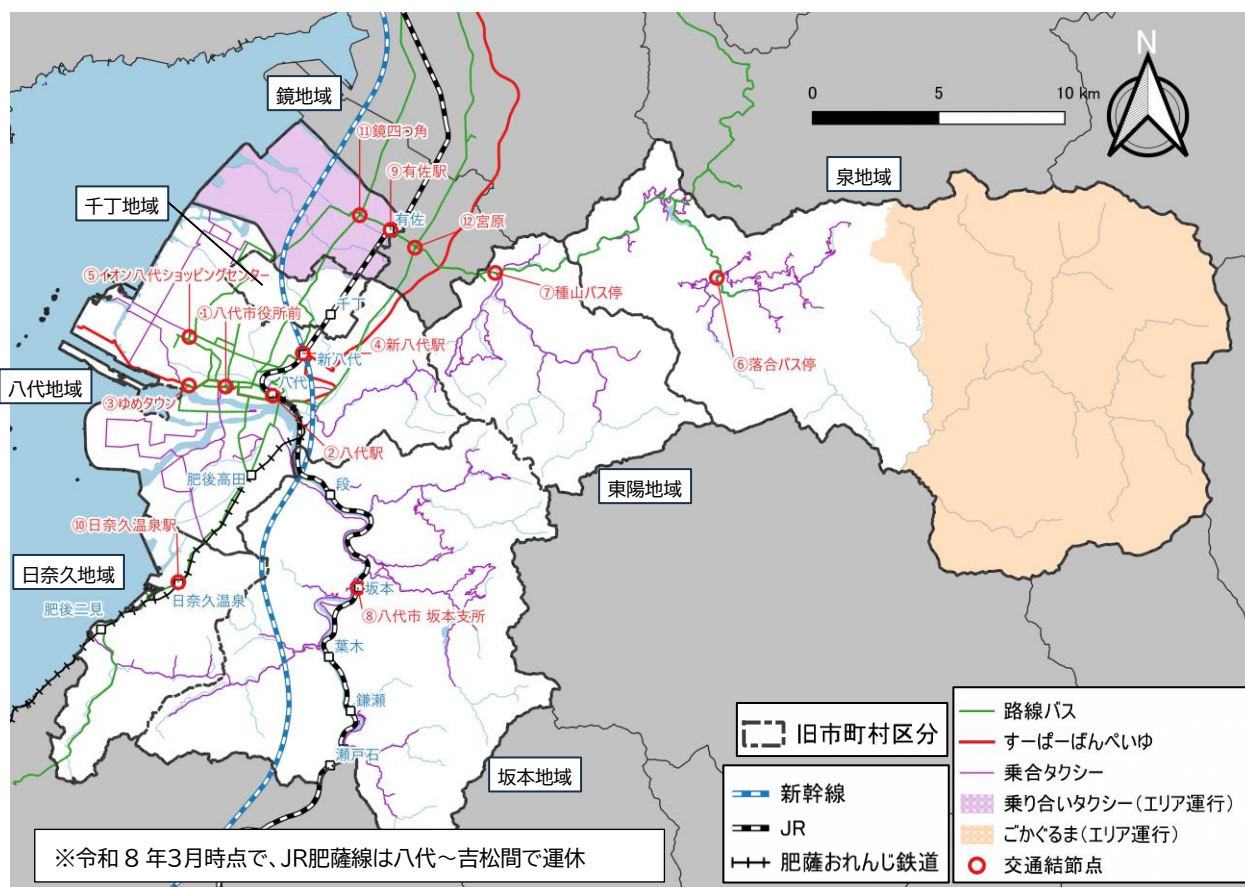 N
0 5 10 km
鏡地域
⑪鏡四つ角
⑨有佐駅
泉地域
千丁地域
有佐
⑫宮原
⑤イオン八代ショッピングセンター
⑦種山バス停
①八代市役所前
千丁
④新八代駅
新八代
⑥落合バス停
八代地域
八代
③ゆめタウン
②八代駅
肥後高田
段
東陽地域
⑩日奈久温泉駅
日奈久地域
坂本
日奈久温泉
肥後二見
⑧八代市 坂本支所
葉木
鎌瀬
瀬戸石
坂本地域
旧市町村区分
新幹線
JR
肥薩おれんじ鉄道
路線バス
すーぱーばんぺいゆ
乗合タクシー
乗り合いタクシー(エリア運行)
ごかぐるま(エリア運行)
交通結節点
※令和8年3月時点で、JR肥薩線は八代～吉松間で運休